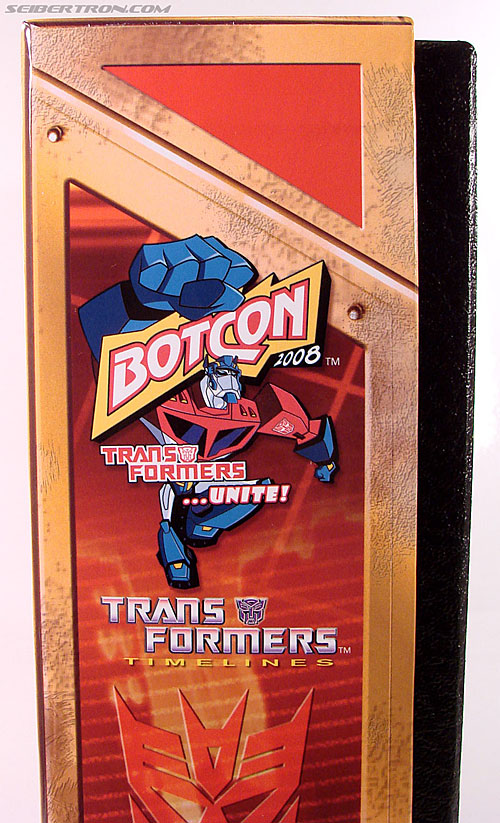 SEIBERTRON.COM
BOTCON
2008 TM
TRANS
FORMERS
...UNITE!
TRANS
FORMERS TM
TIMELINES